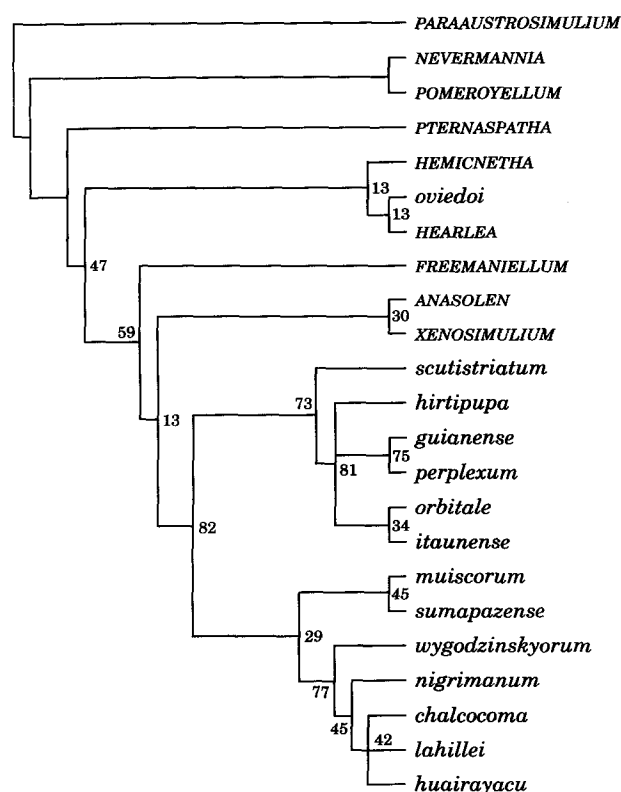 PARAAUSTROSIMULIUM
NEVERMANNIA
POMEROYELLUM
PTERNASPATHA
HEMICNETHA
13
oviedoi
13
HEARLEA
47
FREEMANIELLUM
ANASOLEN
30
59
XENOSIMULIUM
scutistriatum
73
hirtipupa
13
guianense
75
81
perplexum
orbitale
34
82
itaunense
muiscorum
45
sumapazense
29
wygodzinskyorum
77
nigrimanum
chalcocoma
45
42
lahillei
huairayacu